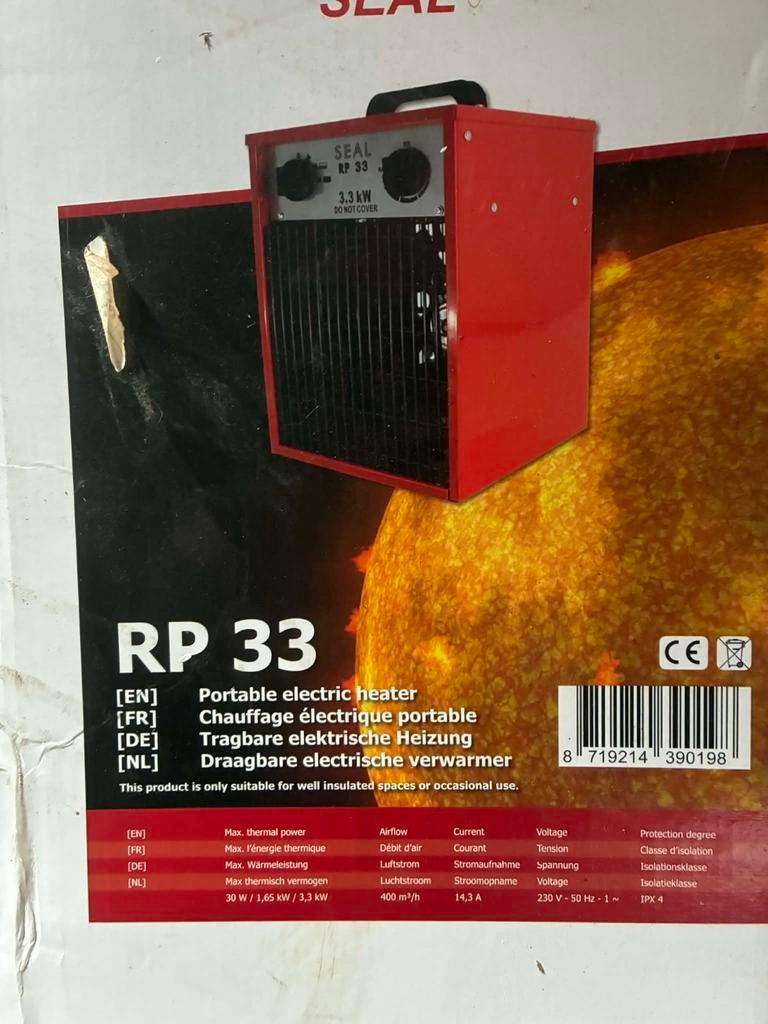 SEAL
SEAL
RP 33
3.3 kW
DO NOT COVER
RP 33
[EN] Portable electric heater
[FR] Chauffage électrique portable
[DE] Tragbare elektrische Heizung
[NL] Draagbare electrische verwarmer
This product is only suitable for well insulated spaces or occasional use.
CE
8 719214 390198
[EN] Max. thermal power Airflow Current Voltage Protection degree
[FR] Max. l'énergie thermique Débit d'air Courant Tension Classe d'isolation
[DE] Max. Wärmeleistung Luftstrom Stromaufnahme Spannung Isolationsklasse
[NL] Max thermisch vermogen Luchtstroom Stroomopname Voltage Isolatieklasse
30 W / 1,65 kW / 3,3 kW 400 m³/h 14,3 A 230 V - 50 Hz - 1 ~ IPX 4